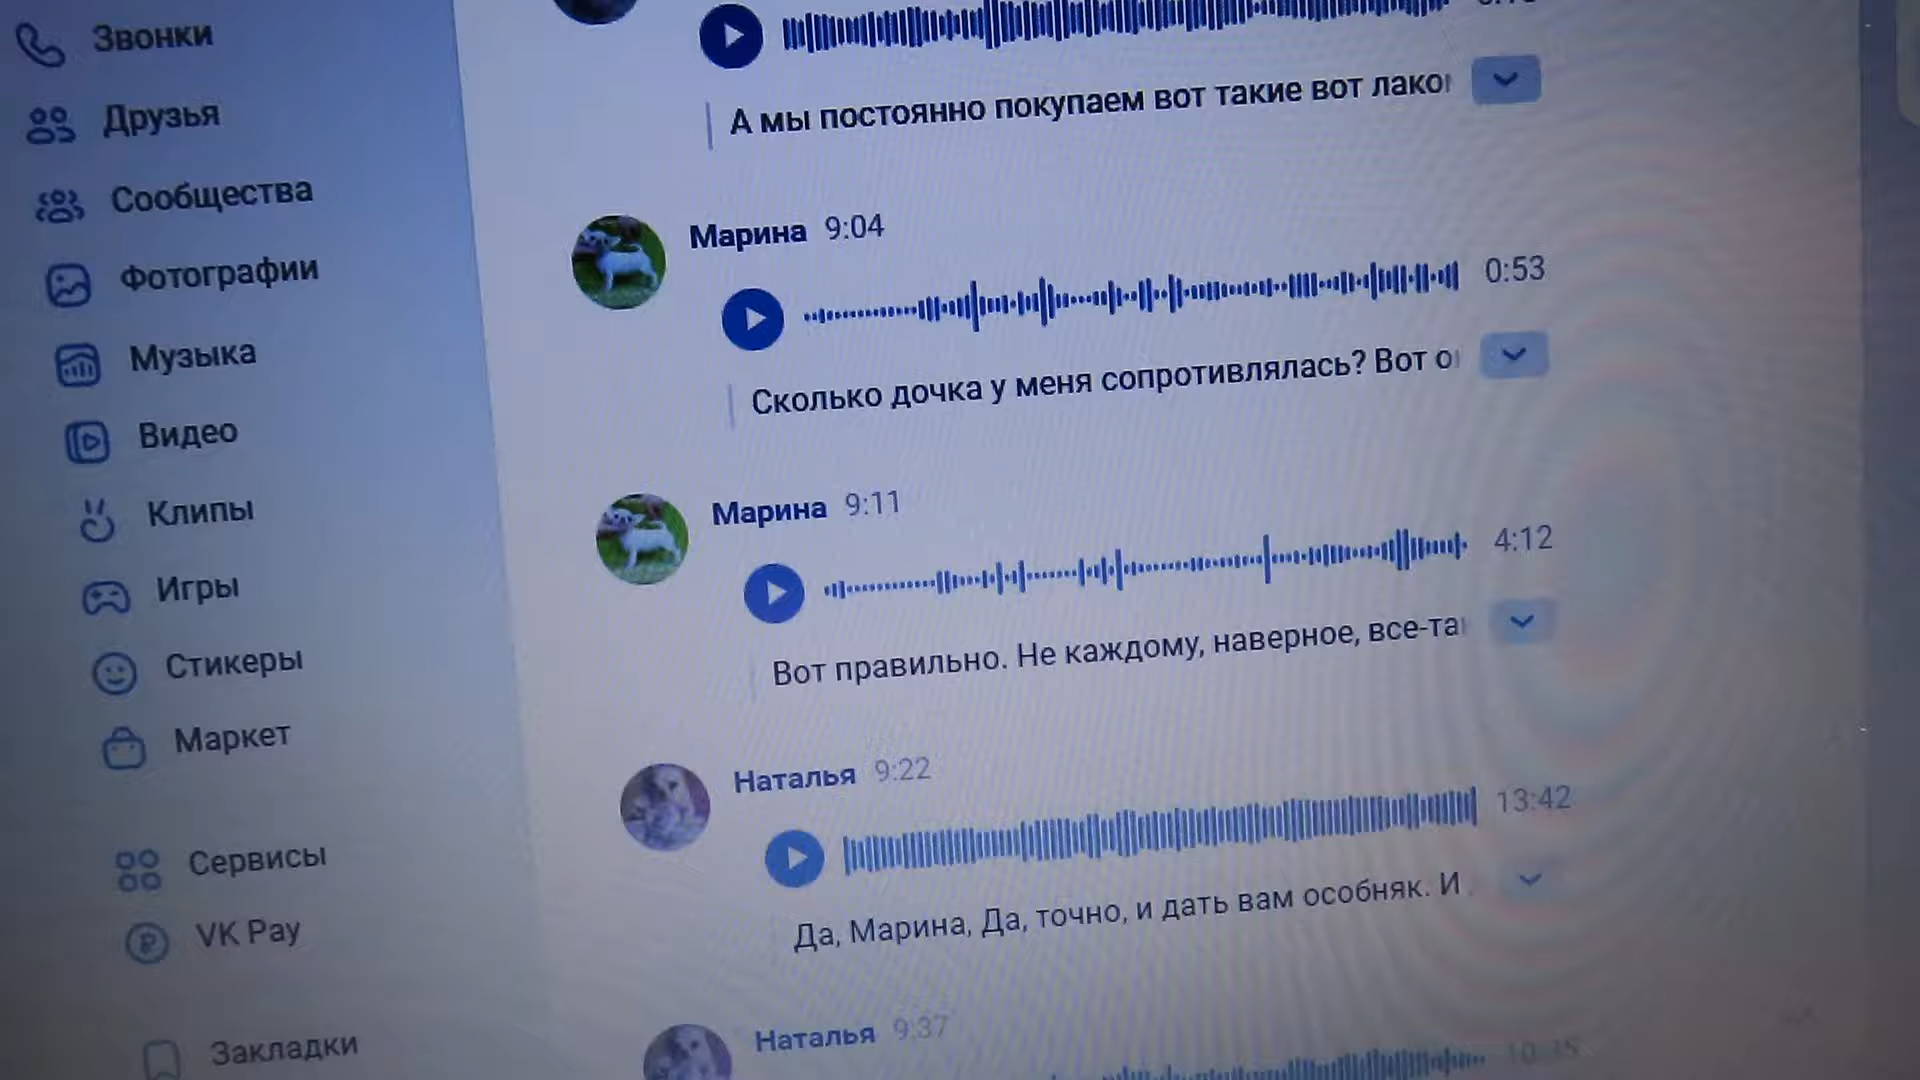 Звонки
Друзья
Сообщества
Фотографии
Музыка
Видео
Клипы
Игры
Стикеры
Маркет
Сервисы
VK Pay
Закладки
А мы постоянно покупаем вот такие вот лако
Марина 9:04
0:53
Сколько дочка у меня сопротивлялась? Вот о
Марина 9:11
4:12
Вот правильно. Не каждому, наверное, все-та
Наталья 9:22
13:42
Да, Марина, Да, точно, и дать вам особняк. И
Наталья 9:37